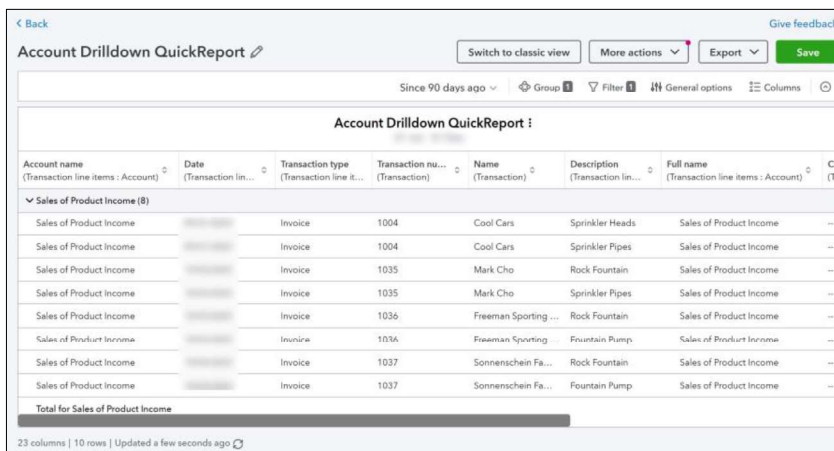 Back Give feedback
Account Drilldown QuickReport Switch to classic view More actions Export Save
Since 90 days ago Group 1 Filter 1 General options Columns
Account Drilldown QuickReport
Account name Date Transaction type Transaction nu... Name Description Full name C
(Transaction line items : Account) (Transaction lin... (Transaction line it... (Transaction) (Transaction) (Transaction lin... (Transaction line items : Account)
Sales of Product Income (8)
Sales of Product Income Invoice 1004 Cool Cars Sprinkler Heads Sales of Product Income --
Sales of Product Income Invoice 1004 Cool Cars Sprinkler Pipes Sales of Product Income --
Sales of Product Income Invoice 1035 Mark Cho Rock Fountain Sales of Product Income --
Sales of Product Income Invoice 1035 Mark Cho Sprinkler Pipes Sales of Product Income --
Sales of Product Income Invoice 1036 Freeman Sporting ... Rock Fountain Sales of Product Income --
Sales of Product Income Invoice 1036 Freeman Sporting ... Fountain Pump Sales of Product Income --
Sales of Product Income Invoice 1037 Sonnenschein Fa... Rock Fountain Sales of Product Income --
Sales of Product Income Invoice 1037 Sonnenschein Fa... Fountain Pump Sales of Product Income --
Total for Sales of Product Income
23 columns | 10 rows | Updated a few seconds ago